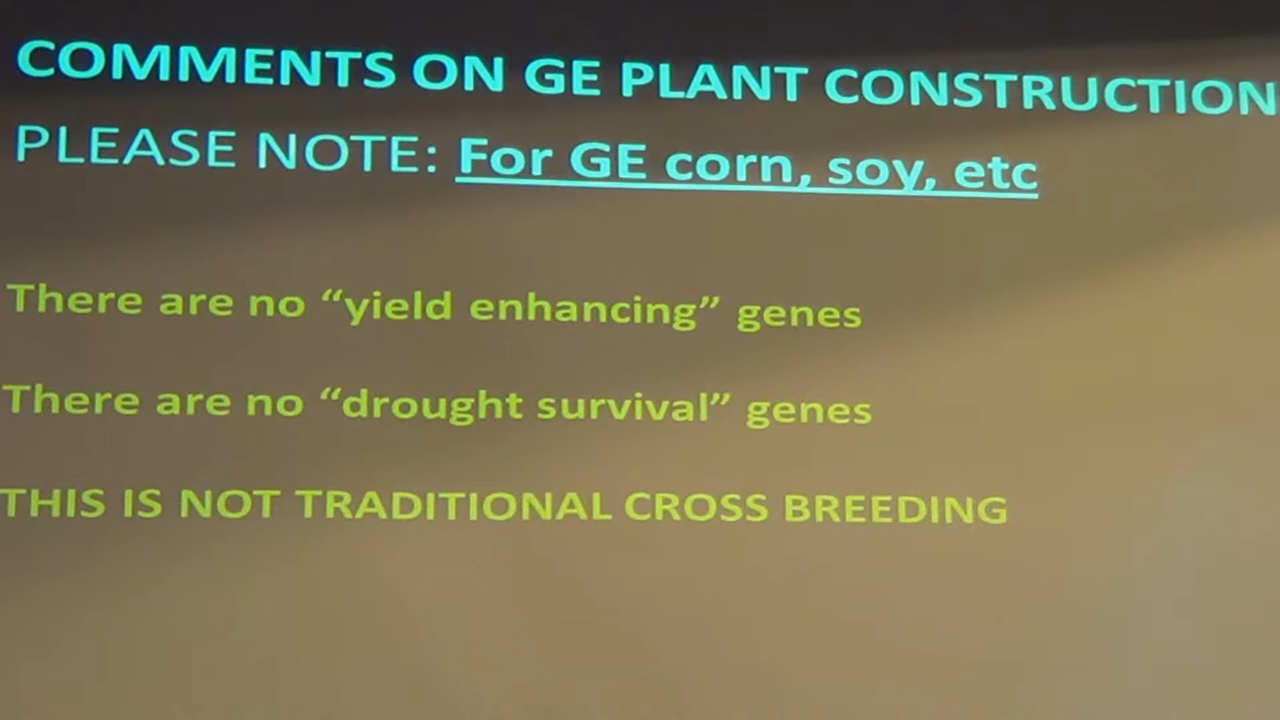 COMMENTS ON GE PLANT CONSTRUCTION
PLEASE NOTE: For GE corn, soy, etc
There are no “yield enhancing” genes
There are no “drought survival” genes
THIS IS NOT TRADITIONAL CROSS BREEDING